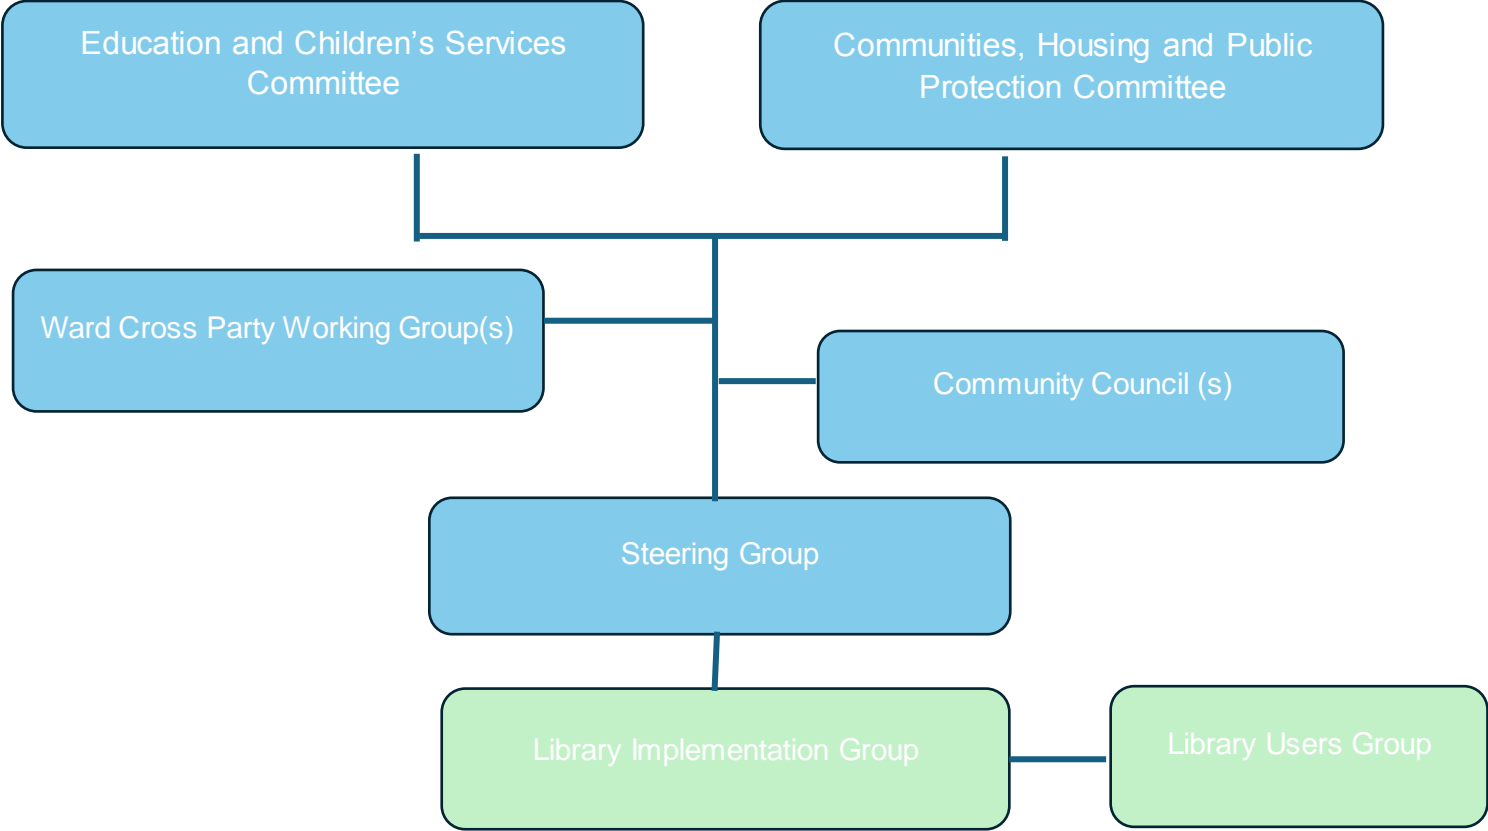 Education and Children’s Services
Committee
Communities, Housing and Public
Protection Committee
Ward Cross Party Working Group(s)
Community Council (s)
Steering Group
Library Implementation Group
Library Users Group